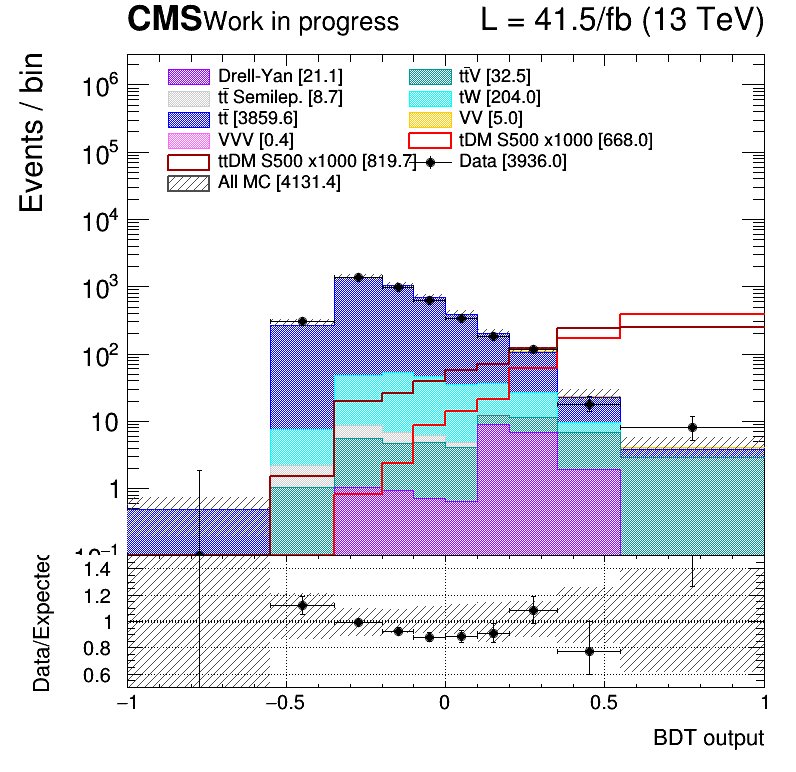 CMS Work in progress L = 41.5/fb (13 TeV)
Events / bin
Drell-Yan [21.1] tt̄V [32.5]
tt̄ Semilep. [8.7] tW [204.0]
tt̄ [3859.6] VV [5.0]
VVV [0.4] tDM S500 x1000 [668.0]
ttDM S500 x1000 [819.7] Data [3936.0]
All MC [4131.4]
10⁶
10⁵
10⁴
10³
10²
10
1
10⁻¹
Data/Expected
1.4
1.2
1
0.8
0.6
−1 −0.5 0 0.5 1
BDT output